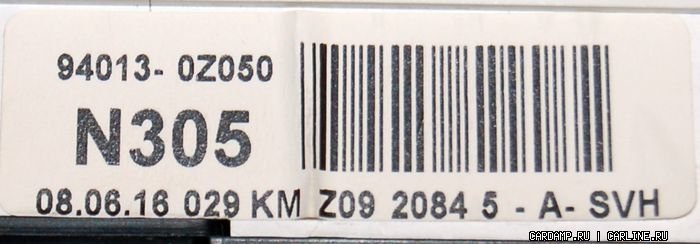 94013- 0Z050
N305
08.06.16 029 KM Z09 2084 5 - A- SVH
CARDAMP.RU | CARLINE.RU